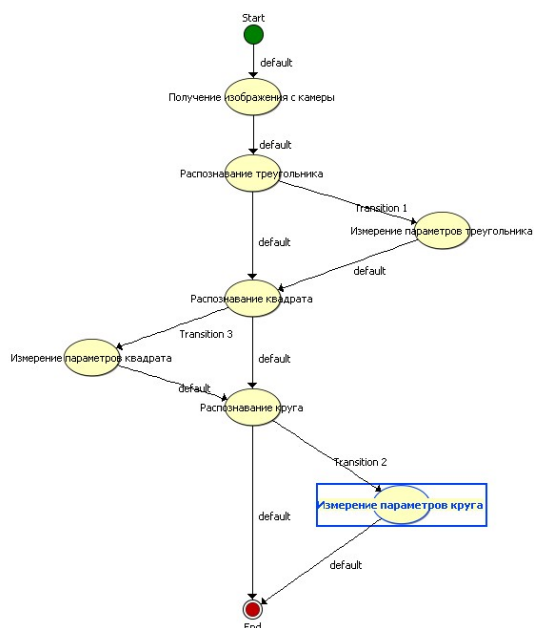 Start
default
Получение изображения с камеры
default
Распознавание треугольника
Transition 1
Измерение параметров треугольника
default
default
Распознавание квадрата
Transition 3
Измерение параметров квадрата
default
default
Распознавание круга
Transition 2
Измерение параметров круга
default
default
End